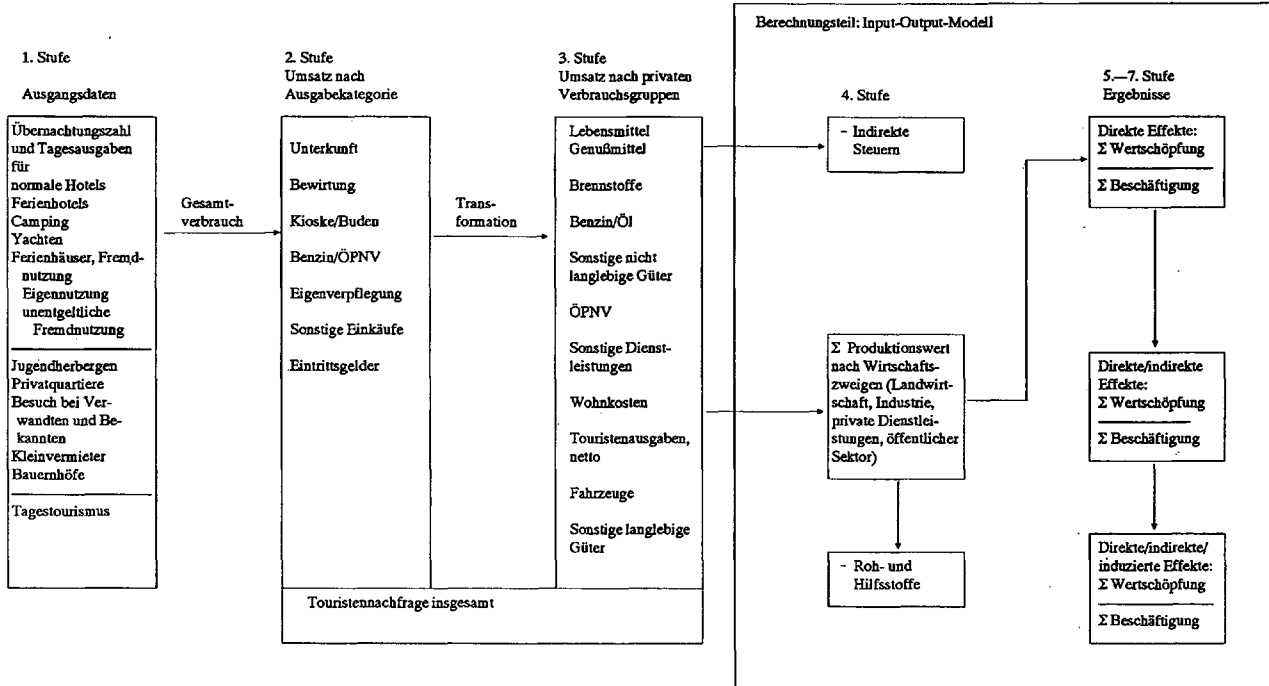 Berechnungsteil: Input-Output-Modell
1. Stufe
Ausgangsdaten
Übernachtungszahl
und Tagesausgaben
für
normale Hotels
Ferienhotels
Camping
Yachten
Ferienhäuser, Fremd-
nutzung
Eigennutzung
unentgeltliche
Fremdnutzung
Jugendherbergen
Privatquartiere
Besuch bei Ver-
wandten und Be-
kannten
Kleinvermieter
Bauernhöfe
Tagestourismus
Gesamt-
verbrauch
2. Stufe
Umsatz nach
Ausgabekategorie
Unterkunft
Bewirtung
Kioske/Buden
Benzin/ÖPNV
Eigenverpflegung
Sonstige Einkäufe
Eintrittsgelder
Trans-
formation
3. Stufe
Umsatz nach privaten
Verbrauchsgruppen
Lebensmittel
Genußmittel
Brennstoffe
Benzin/Öl
Sonstige nicht
langlebige Güter
ÖPNV
Sonstige Dienst-
leistungen
Wohnkosten
Touristenausgaben,
netto
Fahrzeuge
Sonstige langlebige
Güter
Touristennachfrage insgesamt
4. Stufe
- Indirekte
Steuern
Σ Produktionswert
nach Wirtschafts-
zweigen (Landwirt-
schaft, Industrie,
private Dienstlei-
stungen, öffentlicher
Sektor)
- Roh- und
Hilfsstoffe
5.—7. Stufe
Ergebnisse
Direkte Effekte:
Σ Wertschöpfung
Σ Beschäftigung
Direkte/indirekte
Effekte:
Σ Wertschöpfung
Σ Beschäftigung
Direkte/indirekte/
induzierte Effekte:
Σ Wertschöpfung
Σ Beschäftigung